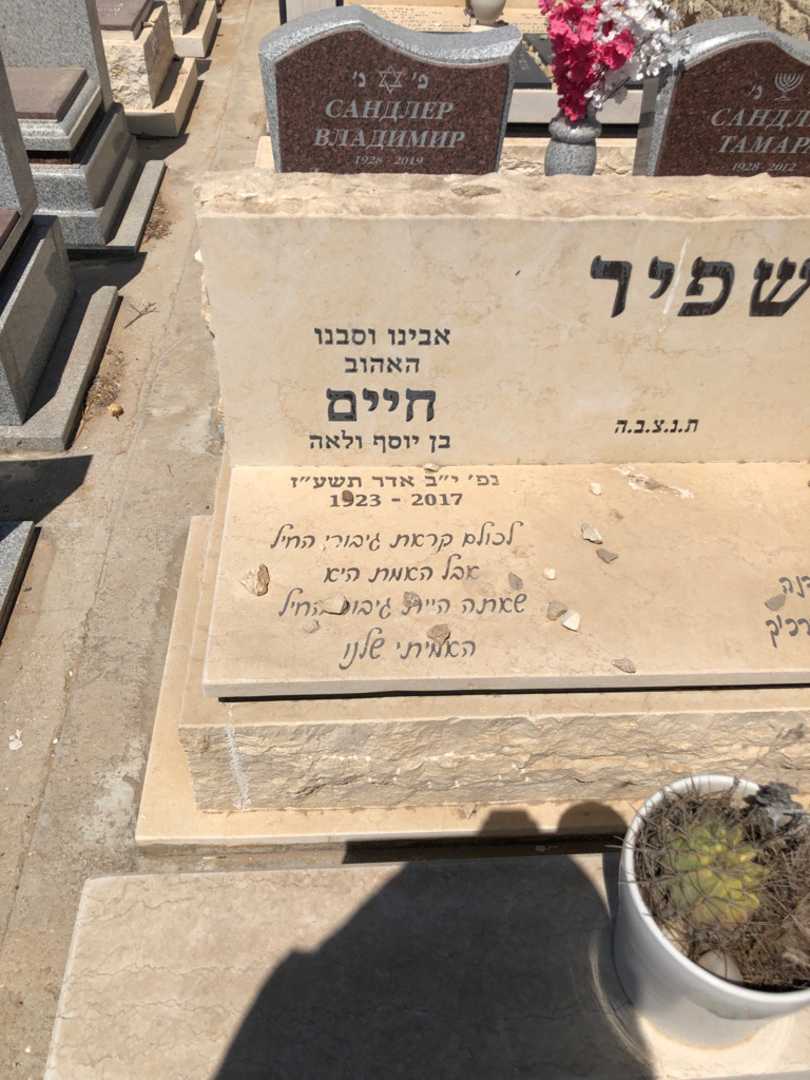 פ׳ נ׳
САНДЛЕР
ВЛАДИМИР
1928 2019
נ׳
САНДЛ
ТАМАР
1928 2012
שפיר
אבינו וסבנו
האהוב
חיים
בן יוסף ולאה
ת.נ.צ.ב.ה
נפ׳ י״ב אדר תשע״ז
1923 - 2017
לכולם קראת גיבורי החיל
אבל האמת היא
שאתה היית גיבור החיל
האמיתי שלנו